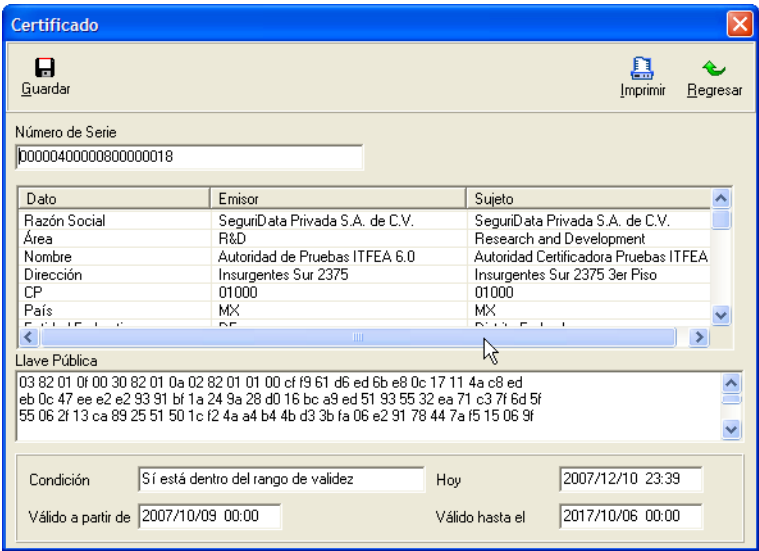 Certificado
Guardar
Imprimir Regresar
Número de Serie
00000400000800000018
Dato Emisor Sujeto
Razón Social SeguriData Privada S.A. de C.V. SeguriData Privada S.A. de C.V.
Área R&D Research and Development
Nombre Autoridad de Pruebas ITFEA 6.0 Autoridad Certificadora Pruebas ITFEA
Dirección Insurgentes Sur 2375 Insurgentes Sur 2375 3er Piso
CP 01000 01000
País MX MX
Llave Pública
03 82 01 0f 00 30 82 01 0a 02 82 01 01 00 cf f9 61 d6 ed 6b e8 0c 17 11 4a c8 ed
eb 0c 47 ee e2 e2 93 91 bf 1a 24 9a 28 d0 16 bc a9 ed 51 93 55 32 ea 71 c3 7f 6d 5f
55 06 2f 13 ca 89 25 51 50 1c f2 4a a4 b4 4b d3 3b fa 06 e2 91 78 44 7a f5 15 06 9f
Condición Sí está dentro del rango de validez Hoy 2007/12/10 23:39
Válido a partir de 2007/10/09 00:00 Válido hasta el 2017/10/06 00:00